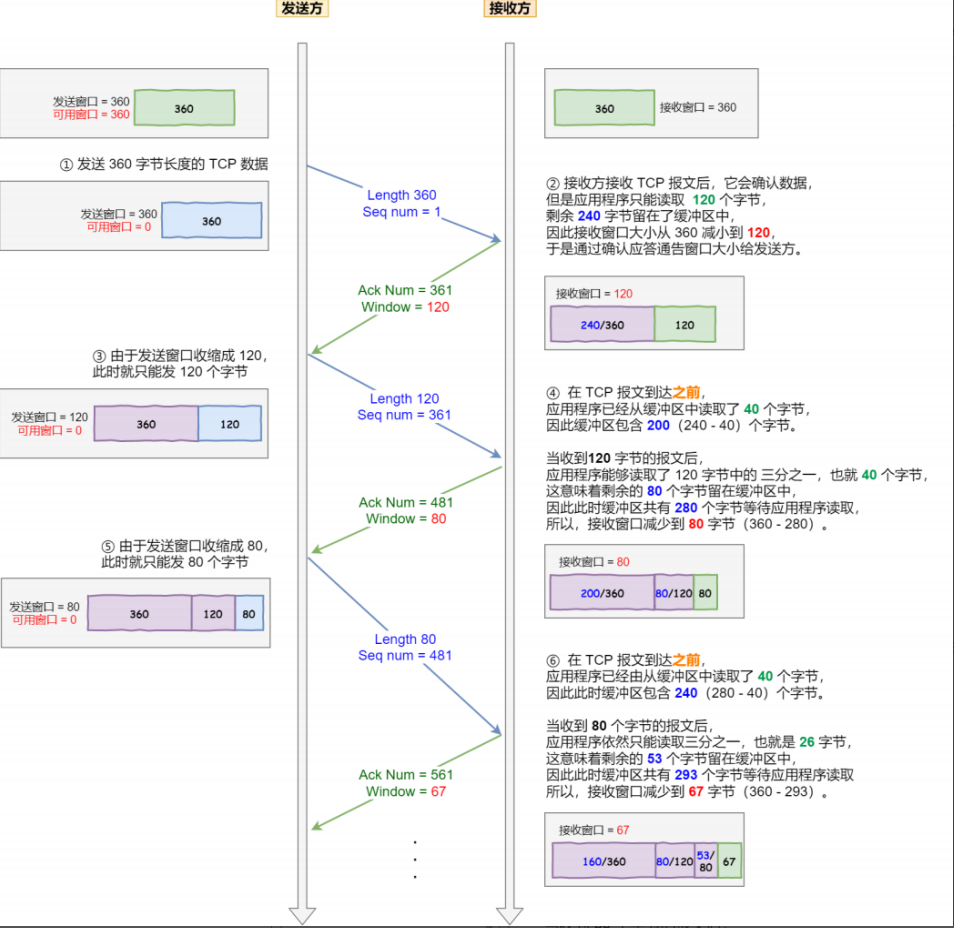 发送方
接收方
发送窗口 = 360
可用窗口 = 360
360
360
接收窗口 = 360
① 发送 360 字节长度的 TCP 数据
发送窗口 = 360
可用窗口 = 0
360
Length 360
Seq num = 1
② 接收方接收 TCP 报文后，它会确认数据，
但是应用程序只能读取 120 个字节，
剩余 240 字节留在了缓冲区中，
因此接收窗口大小从 360 减小到 120，
于是通过确认应答通告窗口大小给发送方。
Ack Num = 361
Window = 120
接收窗口 = 120
240/360
120
③ 由于发送窗口收缩成 120，
此时就只能发 120 个字节
发送窗口 = 120
可用窗口 = 0
360
120
Length 120
Seq num = 361
④ 在 TCP 报文到达之前，
应用程序已经从缓冲区中读取了 40 个字节，
因此缓冲区包含 200（240 - 40）个字节。
当收到120 字节的报文后，
应用程序能够读取了 120 字节中的 三分之一，也就 40 个字节，
这意味着剩余的 80 个字节留在缓冲区中，
因此此时缓冲区共有 280 个字节等待应用程序读取，
所以，接收窗口减少到 80 字节（360 - 280）。
Ack Num = 481
Window = 80
接收窗口 = 80
200/360
80/120
80
⑤ 由于发送窗口收缩成 80，
此时就只能发 80 个字节
发送窗口 = 80
可用窗口 = 0
360
120
80
Length 80
Seq num = 481
⑥ 在 TCP 报文到达之前，
应用程序已经由从缓冲区中读取了 40 个字节，
因此此时缓冲区包含 240（280 - 40）个字节。
当收到 80 个字节的报文后，
应用程序依然只能读取三分之一，也就是 26 字节，
这意味着剩余的 53 个字节留在缓冲区中，
因此此时缓冲区共有 293 个字节等待应用程序读取
所以，接收窗口减少到 67 字节（360 - 293）。
Ack Num = 561
Window = 67
接收窗口 = 67
160/360
80/120
53/
80
67